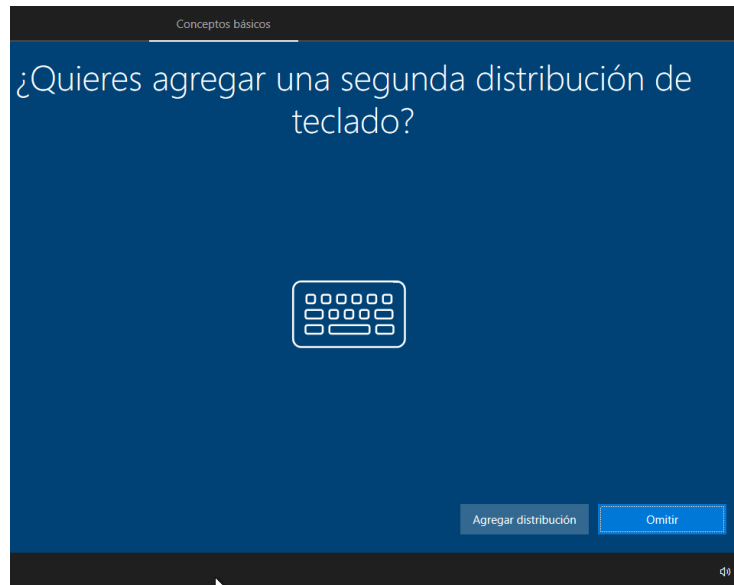 Conceptos básicos
¿Quieres agregar una segunda distribución de
teclado?
Agregar distribución
Omitir